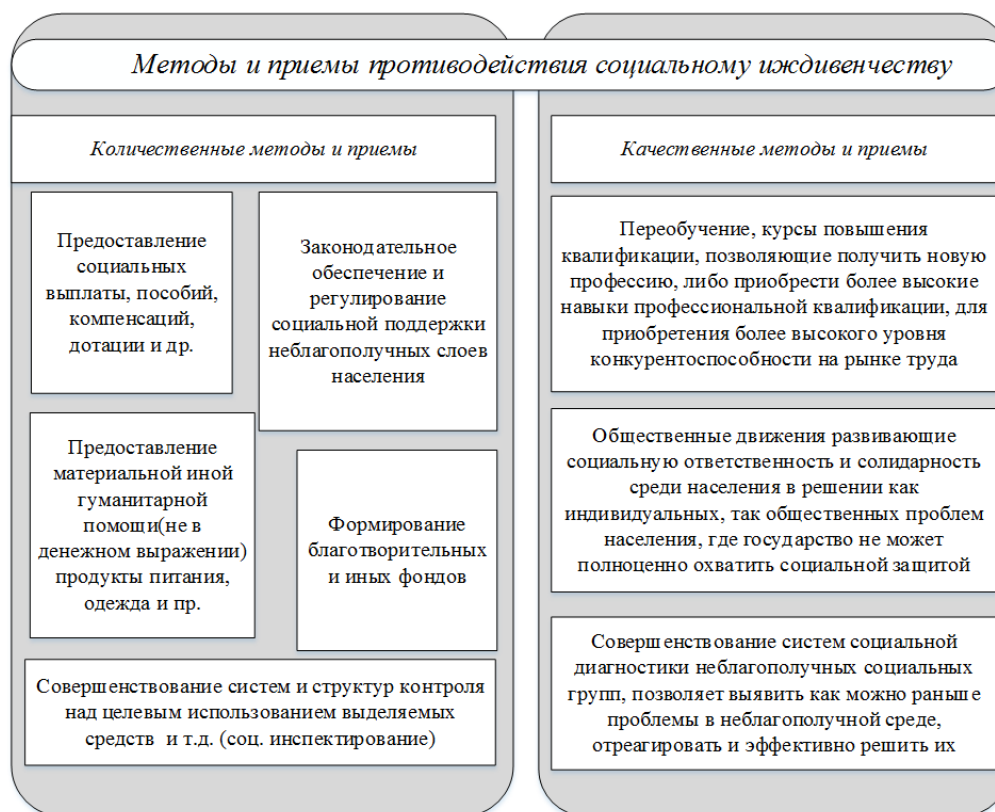 Методы и приемы противодействия социальному иждивенчеству
Количественные методы и приемы
Предоставление
социальных
выплаты, пособий,
компенсаций,
дотации и др.
Законодательное
обеспечение и
регулирование
социальной поддержки
неблагополучных слоев
населения
Предоставление
материальной иной
гуманитарной
помощи(не в
денежном выражении)
продукты питания,
одежда и пр.
Формирование
благотворительных
и иных фондов
Совершенствование систем и структур контроля
над целевым использованием выделяемых
средств и т.д. (соц. инспектирование)
Качественные методы и приемы
Переобучение, курсы повышения
квалификации, позволяющие получить новую
профессию, либо приобрести более высокие
навыки профессиональной квалификации, для
приобретения более высокого уровня
конкурентоспособности на рынке труда
Общественные движения развивающие
социальную ответственность и солидарность
среди населения в решении как
индивидуальных, так общественных проблем
населения, где государство не может
полноценно охватить социальной защитой
Совершенствование систем социальной
диагностики неблагополучных социальных
групп, позволяет выявить как можно раньше
проблемы в неблагополучной среде,
отреагировать и эффективно решить их